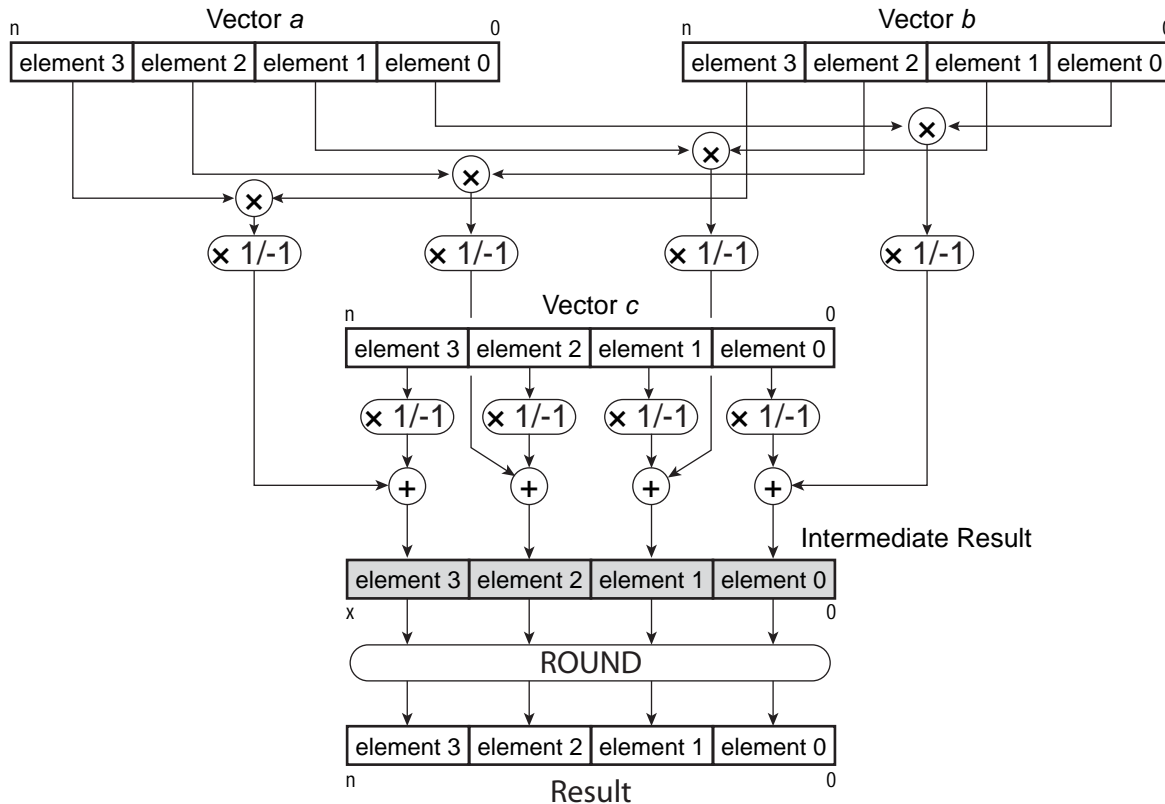 Vector a
Vector b
n 0
n 0
element 3 element 2 element 1 element 0
element 3 element 2 element 1 element 0
×
×
×
×
× 1/-1 × 1/-1 × 1/-1 × 1/-1
Vector c
n 0
element 3 element 2 element 1 element 0
× 1/-1 × 1/-1 × 1/-1 × 1/-1
+ + + +
Intermediate Result
element 3 element 2 element 1 element 0
x 0
ROUND
element 3 element 2 element 1 element 0
n 0
Result